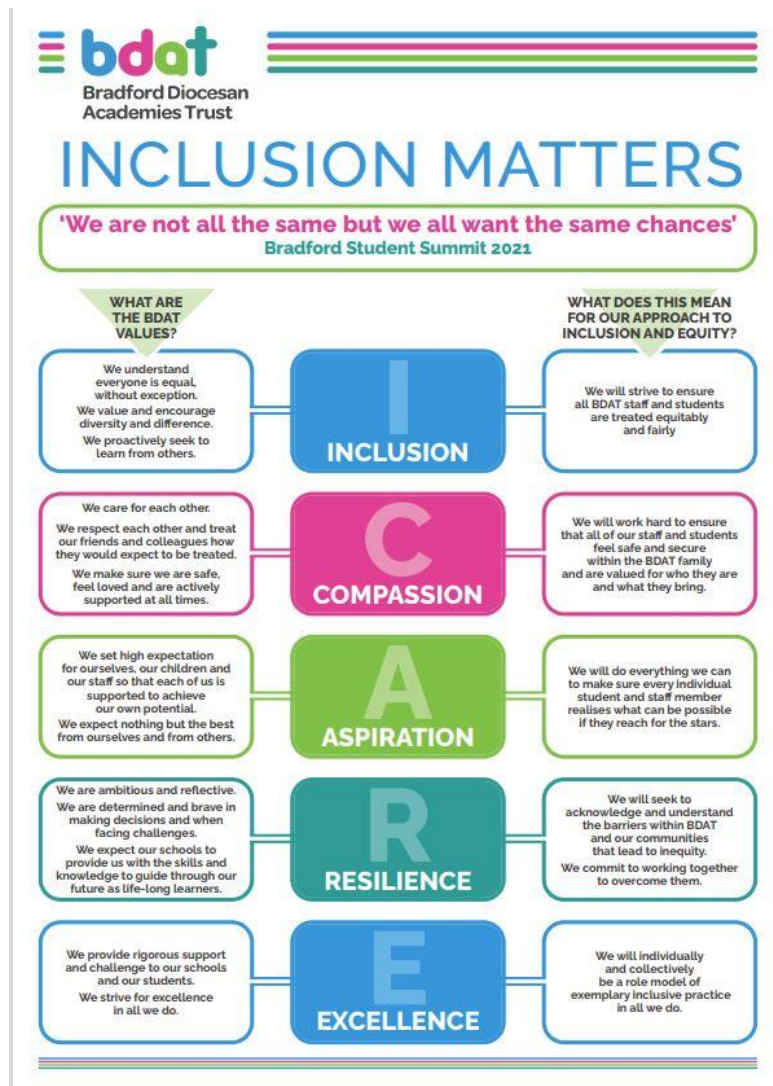 bdat
Bradford Diocesan
Academies Trust
INCLUSION MATTERS
'We are not all the same but we all want the same chances'
Bradford Student Summit 2021
WHAT ARE
THE BDAT
VALUES?
WHAT DOES THIS MEAN
FOR OUR APPROACH TO
INCLUSION AND EQUITY?
We understand
everyone is equal,
without exception.
We value and encourage
diversity and difference.
We proactively seek to
learn from others.
I
INCLUSION
We will strive to ensure
all BDAT staff and students
are treated equitably
and fairly
We care for each other.
We respect each other and treat
our friends and colleagues how
they would expect to be treated.
We make sure we are safe,
feel loved and are actively
supported at all times.
C
COMPASSION
We will work hard to ensure
that all of our staff and students
feel safe and secure
within the BDAT family
and are valued for who they are
and what they bring.
We set high expectation
for ourselves, our children and
our staff so that each of us is
supported to achieve
our own potential.
We expect nothing but the best
from ourselves and from others.
A
ASPIRATION
We will do everything we can
to make sure every individual
student and staff member
realises what can be possible
if they reach for the stars.
We are ambitious and reflective.
We are determined and brave in
making decisions and when
facing challenges.
We expect our schools to
provide us with the skills and
knowledge to guide through our
future as life-long learners.
R
RESILIENCE
We will seek to
acknowledge and understand
the barriers within BDAT
and our communities
that lead to inequity.
We commit to working together
to overcome them.
We provide rigorous support
and challenge to our schools
and our students.
We strive for excellence
in all we do.
E
EXCELLENCE
We will individually
and collectively
be a role model of
exemplary inclusive practice
in all we do.